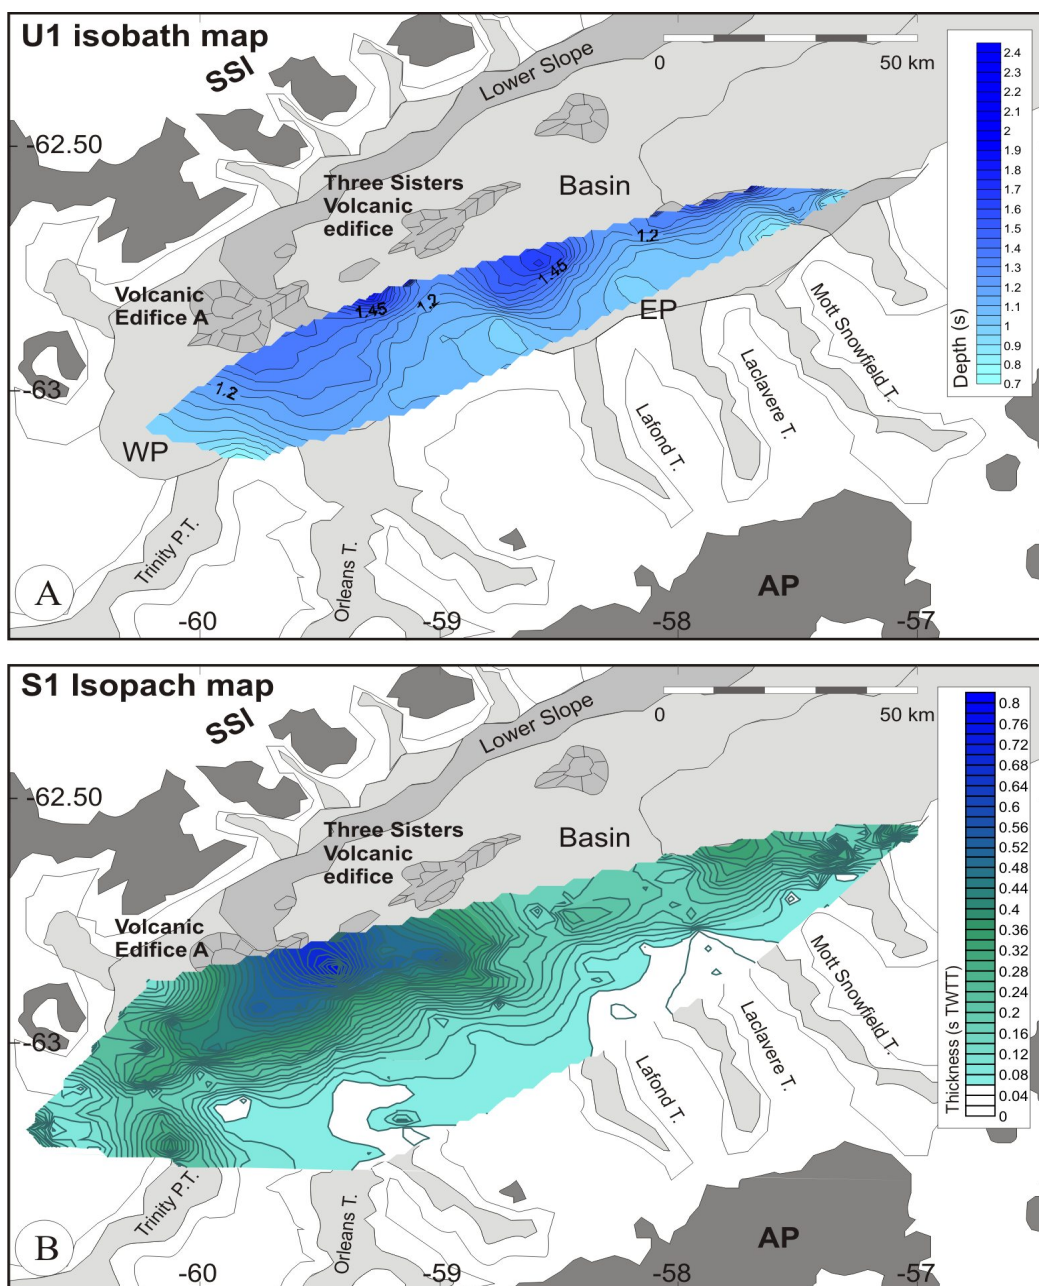 U1 isobath map
SSI
Lower Slope
0 50 km
-62.50
Three Sisters
Volcanic
edifice
Basin
Volcanic
Edifice A
1.45
1.2
1.45
1.2
1.2
EP
WP
-63
Mott Snowfield T.
Laclavere T.
Lafond T.
Trinity P.T.
Orleans T.
AP
A
-60 -59 -58 -57
Depth (s)
2.4
2.3
2.2
2.1
2
1.9
1.8
1.7
1.6
1.5
1.4
1.3
1.2
1.1
1
0.9
0.8
0.7
S1 Isopach map
SSI
Lower Slope
0 50 km
-62.50
Three Sisters
Volcanic
edifice
Basin
Volcanic
Edifice A
-63
Mott Snowfield T.
Laclavere T.
Lafond T.
Trinity P.T.
Orleans T.
AP
B
-60 -59 -58 -57
Thickness (s TWTT)
0.8
0.76
0.72
0.68
0.64
0.6
0.56
0.52
0.48
0.44
0.4
0.36
0.32
0.28
0.24
0.2
0.16
0.12
0.08
0.04
0